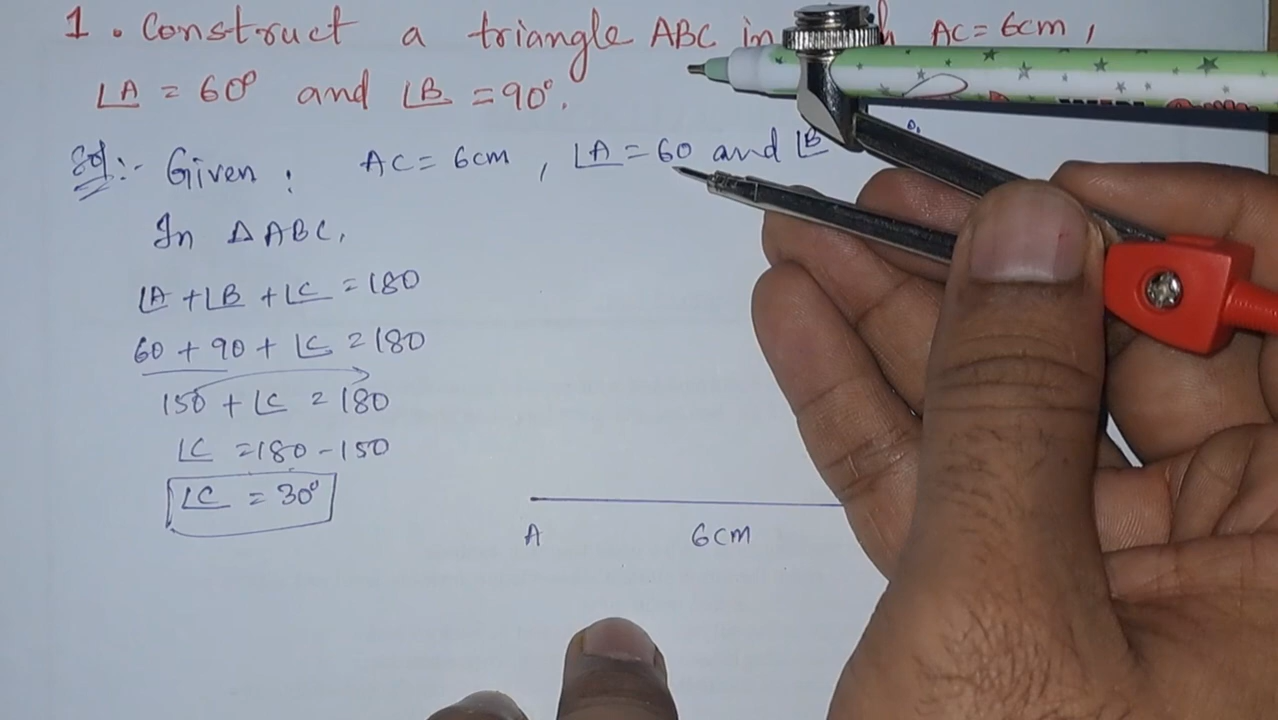 1. Construct a triangle ABC in AC = 6cm,
∠A = 60° and ∠B = 90°.
Sol:- Given : AC = 6cm , ∠A = 60 and ∠B
In ΔABC,
∠A + ∠B + ∠C = 180
60 + 90 + ∠C = 180
150 + ∠C = 180
∠C = 180 - 150
∠C = 30°
A 6cm